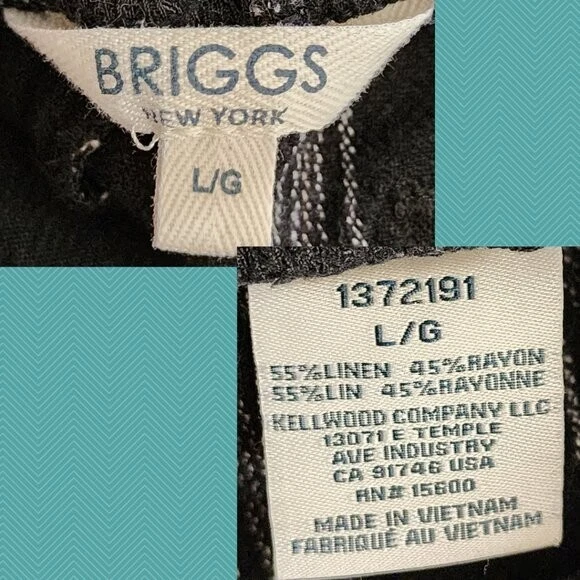 BRIGGS
NEW YORK
L/G
1372191
L/G
55%LINEN 45%RAYON
55%LIN 45%RAYONNE
KELLWOOD COMPANY LLC
13071 E TEMPLE
AVE INDUSTRY
CA 91746 USA
RN# 15600
MADE IN VIETNAM
FABRIQUÉ AU VIETNAM